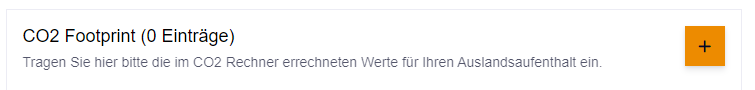 CO2 Footprint (0 Einträge)
Tragen Sie hier bitte die im CO2 Rechner errechneten Werte für Ihren Auslandsaufenthalt ein.
+